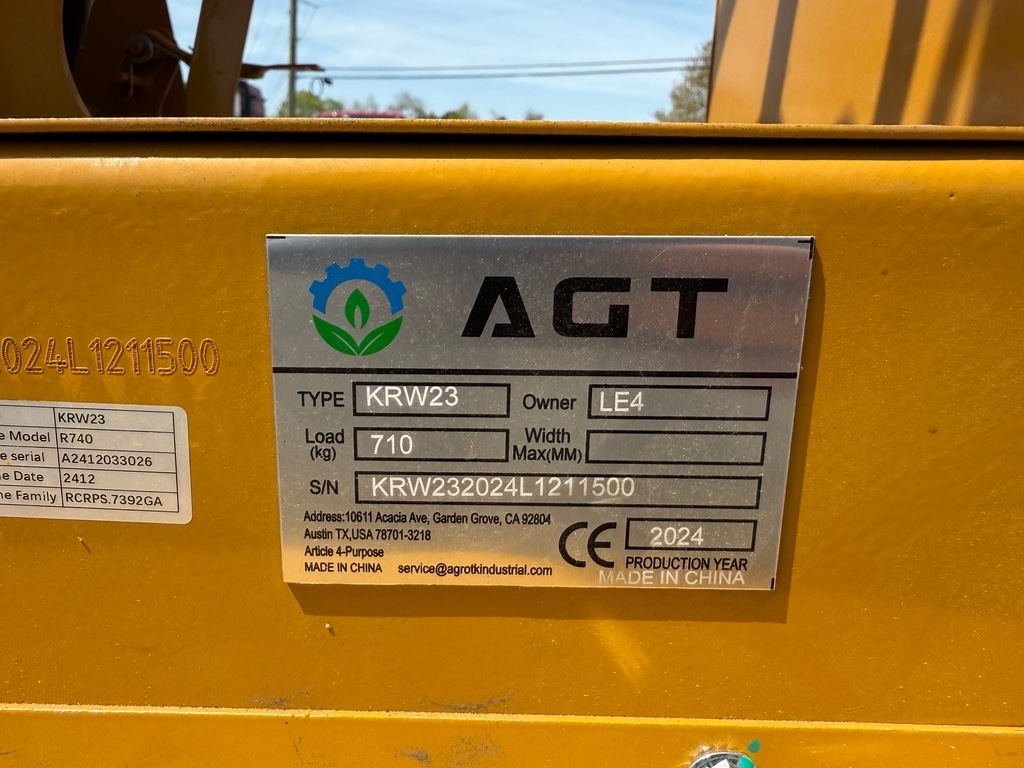 AGT
TYPE KRW23 Owner LE4
Load (kg) 710 Width Max(MM)
S/N KRW232024L1211500
Address:10611 Acacia Ave, Garden Grove, CA 92804
Austin TX,USA 78701-3218
Article 4-Purpose
MADE IN CHINA service@agrotkindustrial.com
CE 2024
PRODUCTION YEAR
MADE IN CHINA
024L1211500
KRW23
Model R740
serial A2412033026
Date 2412
Family RCRPS.7392GA